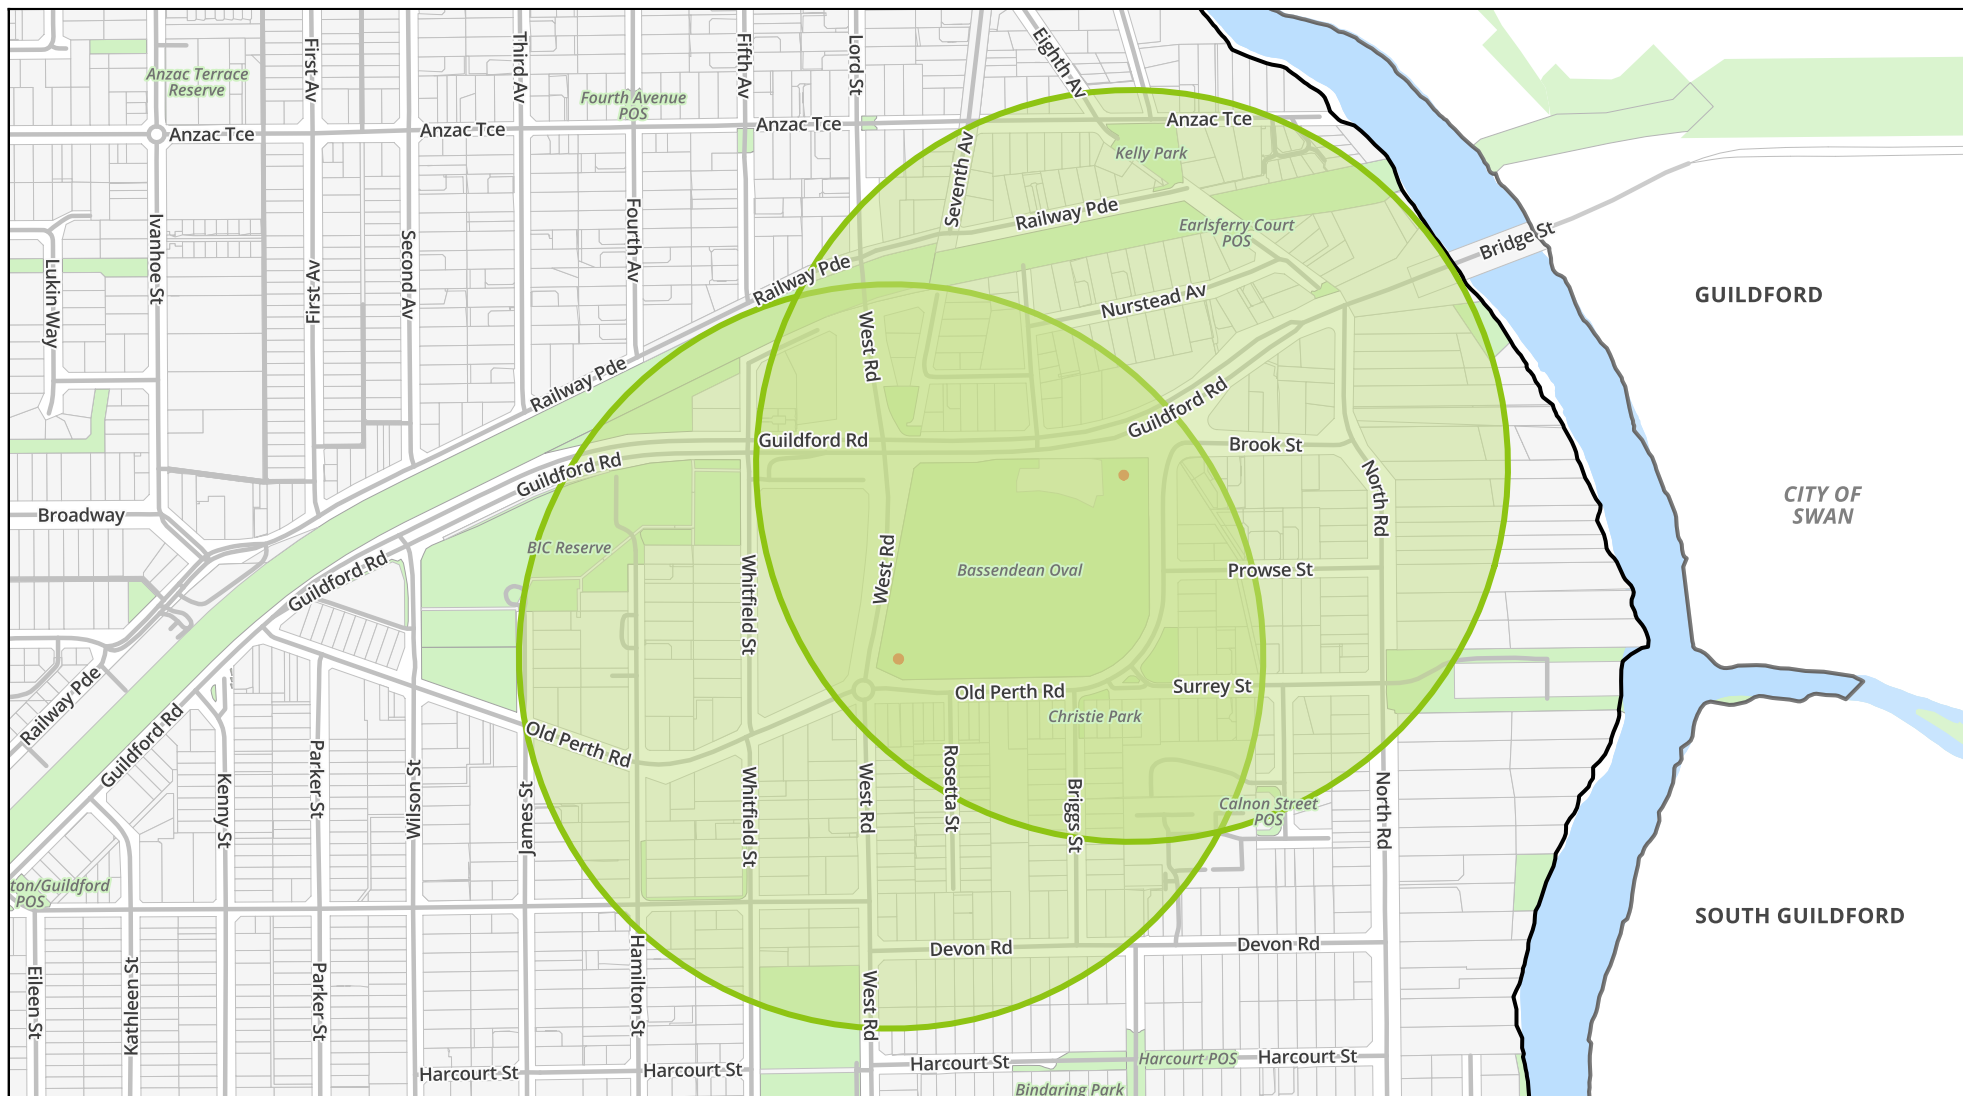 First Av
Third Av
Fifth Av
Lord St
Eighth Av
Anzac Terrace
Reserve
Fourth Avenue
POS
Anzac Tce
Anzac Tce
Anzac Tce
Anzac Tce
Kelly Park
Seventh Av
Ivanhoe St
Second Av
Fourth Av
Railway Pde
Earlsferry Court
POS
Bridge St
Lukin Way
First Av
Railway Pde
Nurstead Av
GUILDFORD
West Rd
Railway Pde
Guildford Rd
Guildford Rd
Brook St
Guildford Rd
North Rd
CITY OF
SWAN
Broadway
BIC Reserve
Guildford Rd
Whitfield St
West Rd
Bassendean Oval
Prowse St
Railway Pde
Old Perth Rd
Surrey St
Christie Park
Guildford Rd
Old Perth Rd
Kenny St
Parker St
Wilson St
James St
Whitfield St
West Rd
Rosetta St
Briggs St
Calnon Street
POS
North Rd
ton/Guildford
POS
SOUTH GUILDFORD
Devon Rd
Devon Rd
Eileen St
Kathleen St
Parker St
Hamilton St
West Rd
Harcourt St
Harcourt St
Harcourt St
Harcourt POS
Harcourt St
Bindaring Park